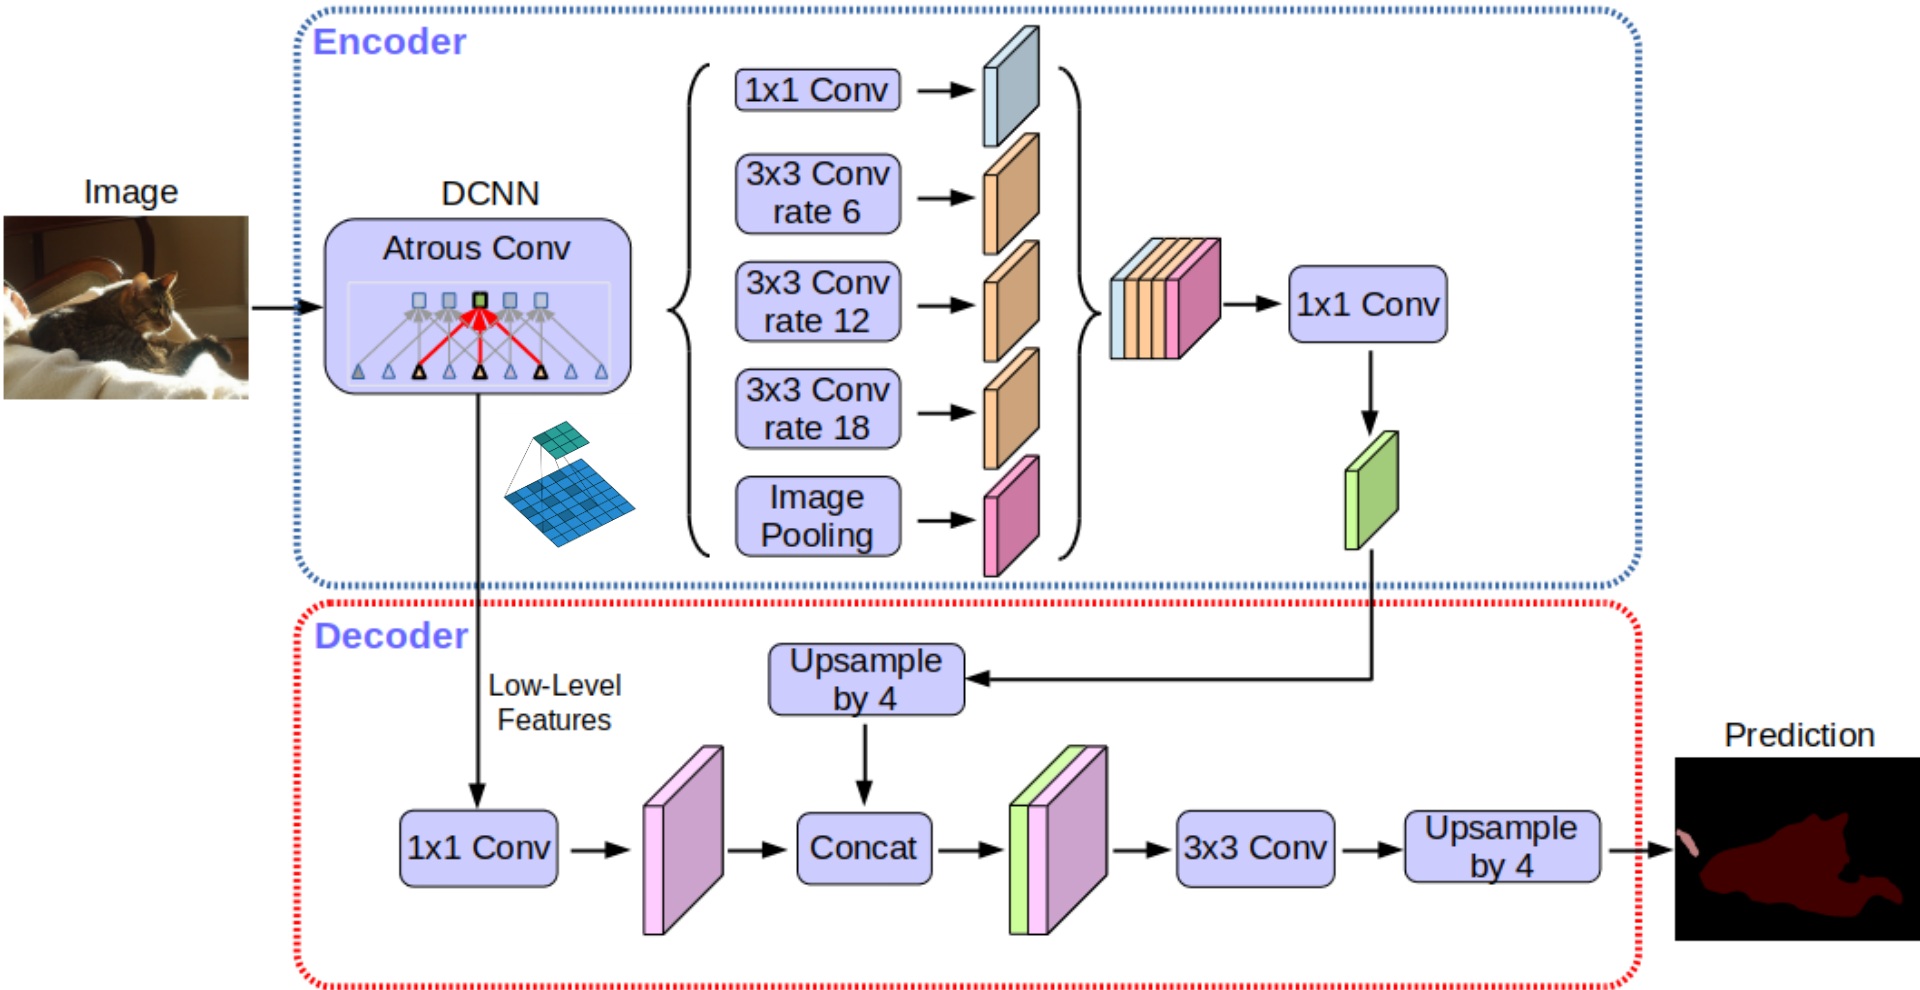 Encoder
Image
DCNN
Atrous Conv
1x1 Conv
3x3 Conv
rate 6
3x3 Conv
rate 12
3x3 Conv
rate 18
Image
Pooling
1x1 Conv
Decoder
Low-Level
Features
Upsample
by 4
1x1 Conv
Concat
3x3 Conv
Upsample
by 4
Prediction